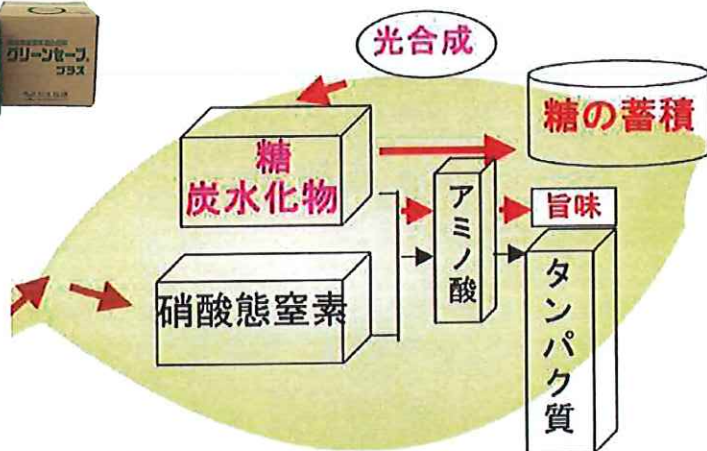 グリーンセーブ
プラス
光合成
糖の蓄積
糖
炭水化物
アミノ酸
旨味
硝酸態窒素
タンパク質